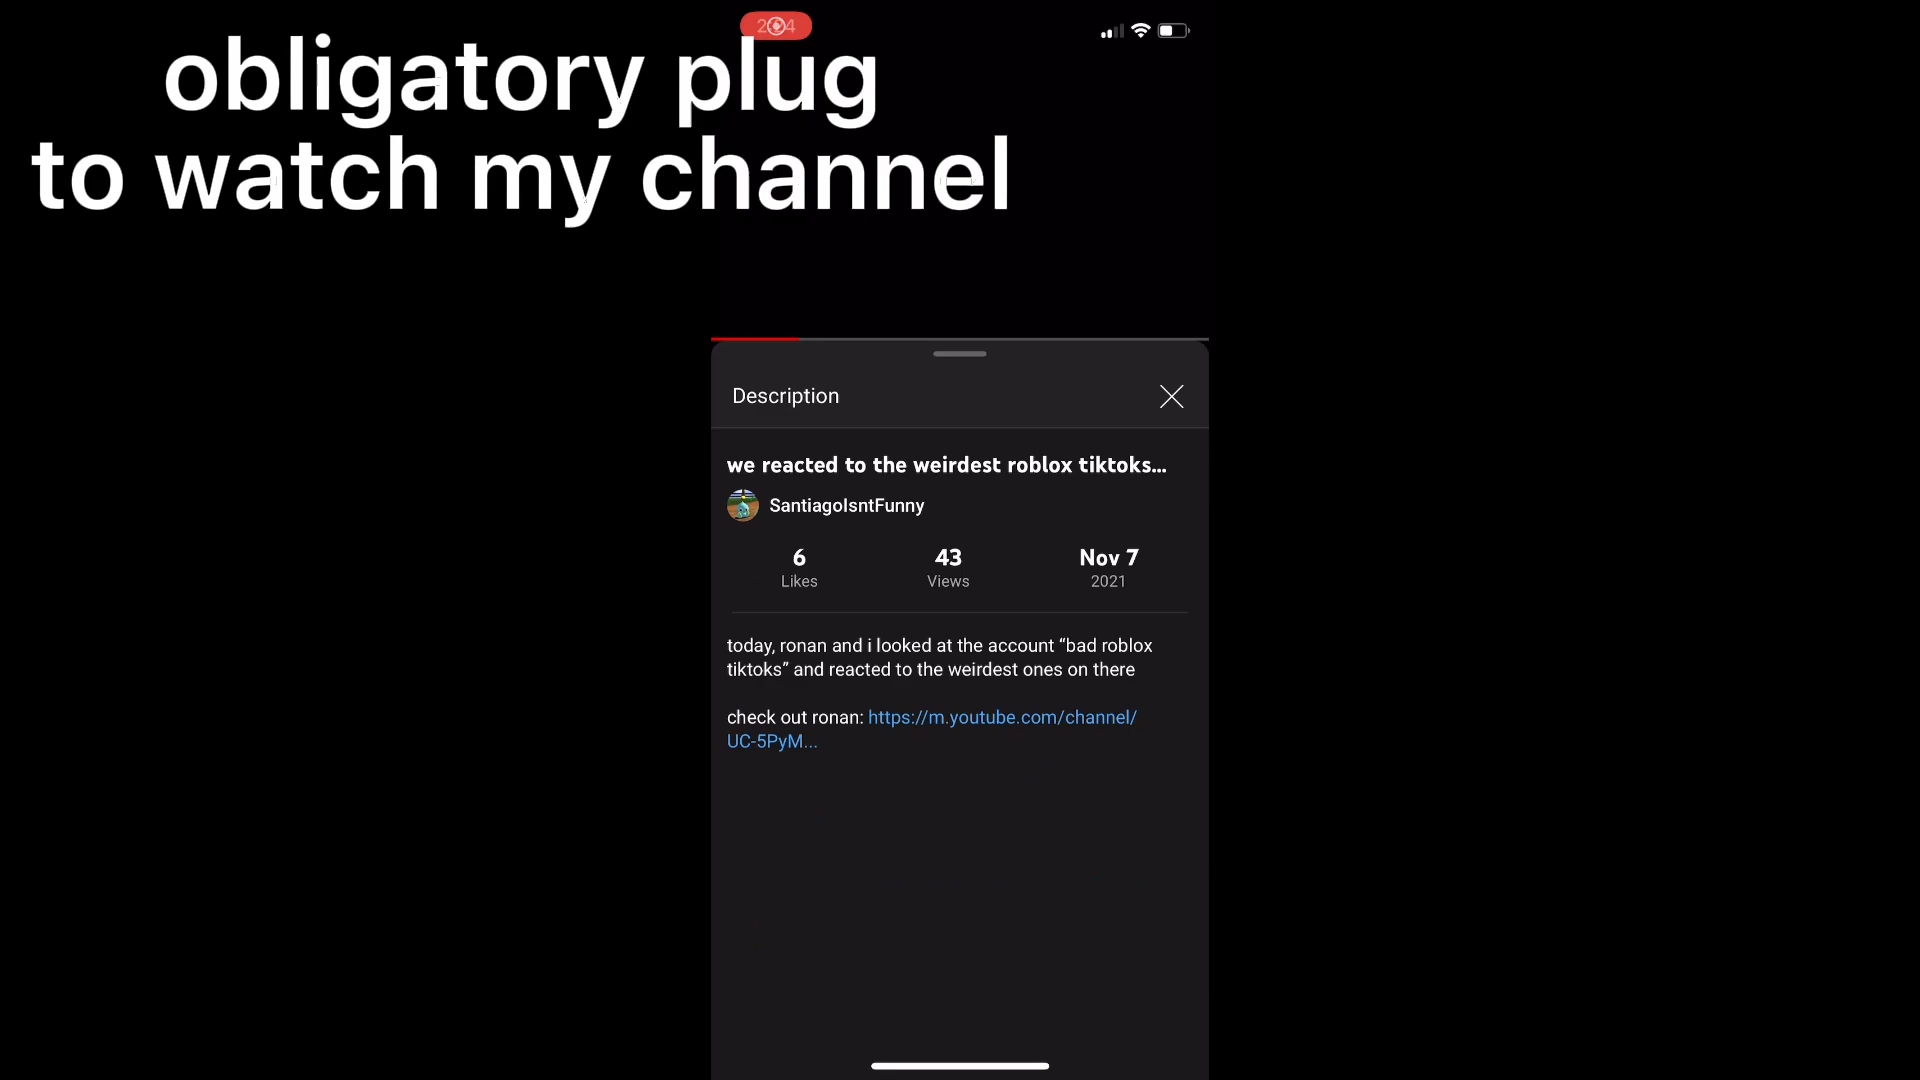 obligatory plug
to watch my channel
Description
we reacted to the weirdest roblox tiktoks...
SantiagoIsntFunny
6
Likes
43
Views
Nov 7
2021
today, ronan and i looked at the account “bad roblox
tiktoks” and reacted to the weirdest ones on there
check out ronan: https://m.youtube.com/channel/
UC-5PyM...